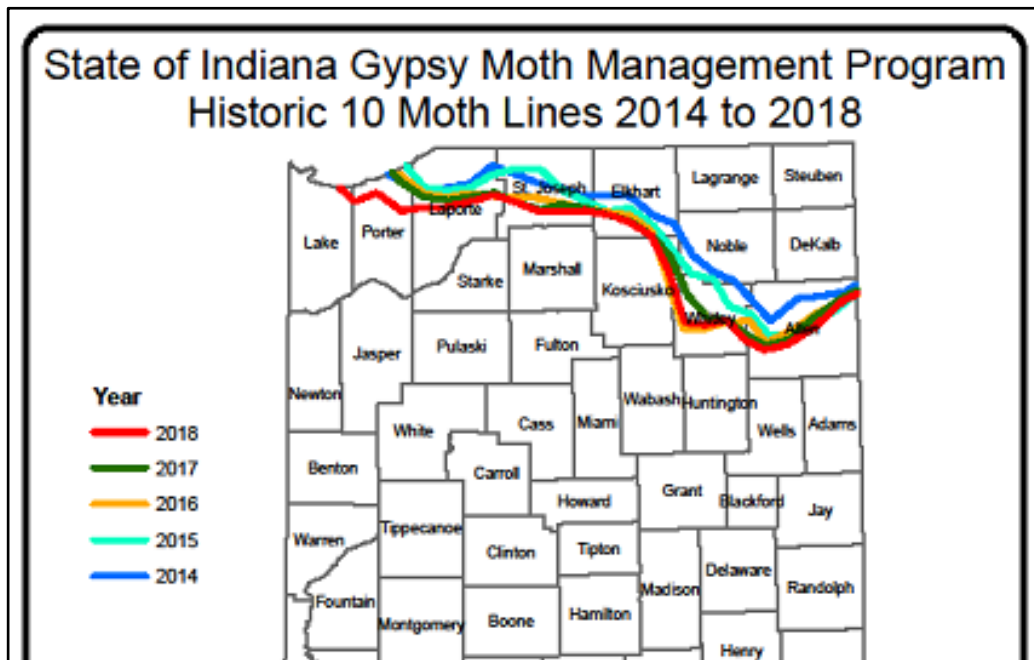 State of Indiana Gypsy Moth Management Program
Historic 10 Moth Lines 2014 to 2018
St. Joseph
Elkhart
Lagrange
Steuben
Laporte
Lake
Porter
Noble
DeKalb
Starke
Marshall
Kosciusko
Whitley
Allen
Jasper
Pulaski
Fulton
Newton
Year
2018
2017
2016
2015
2014
White
Cass
Miami
Wabash
Huntington
Wells
Adams
Benton
Carroll
Howard
Grant
Blackford
Jay
Warren
Tippecanoe
Clinton
Tipton
Madison
Delaware
Randolph
Fountain
Montgomery
Boone
Hamilton
Henry